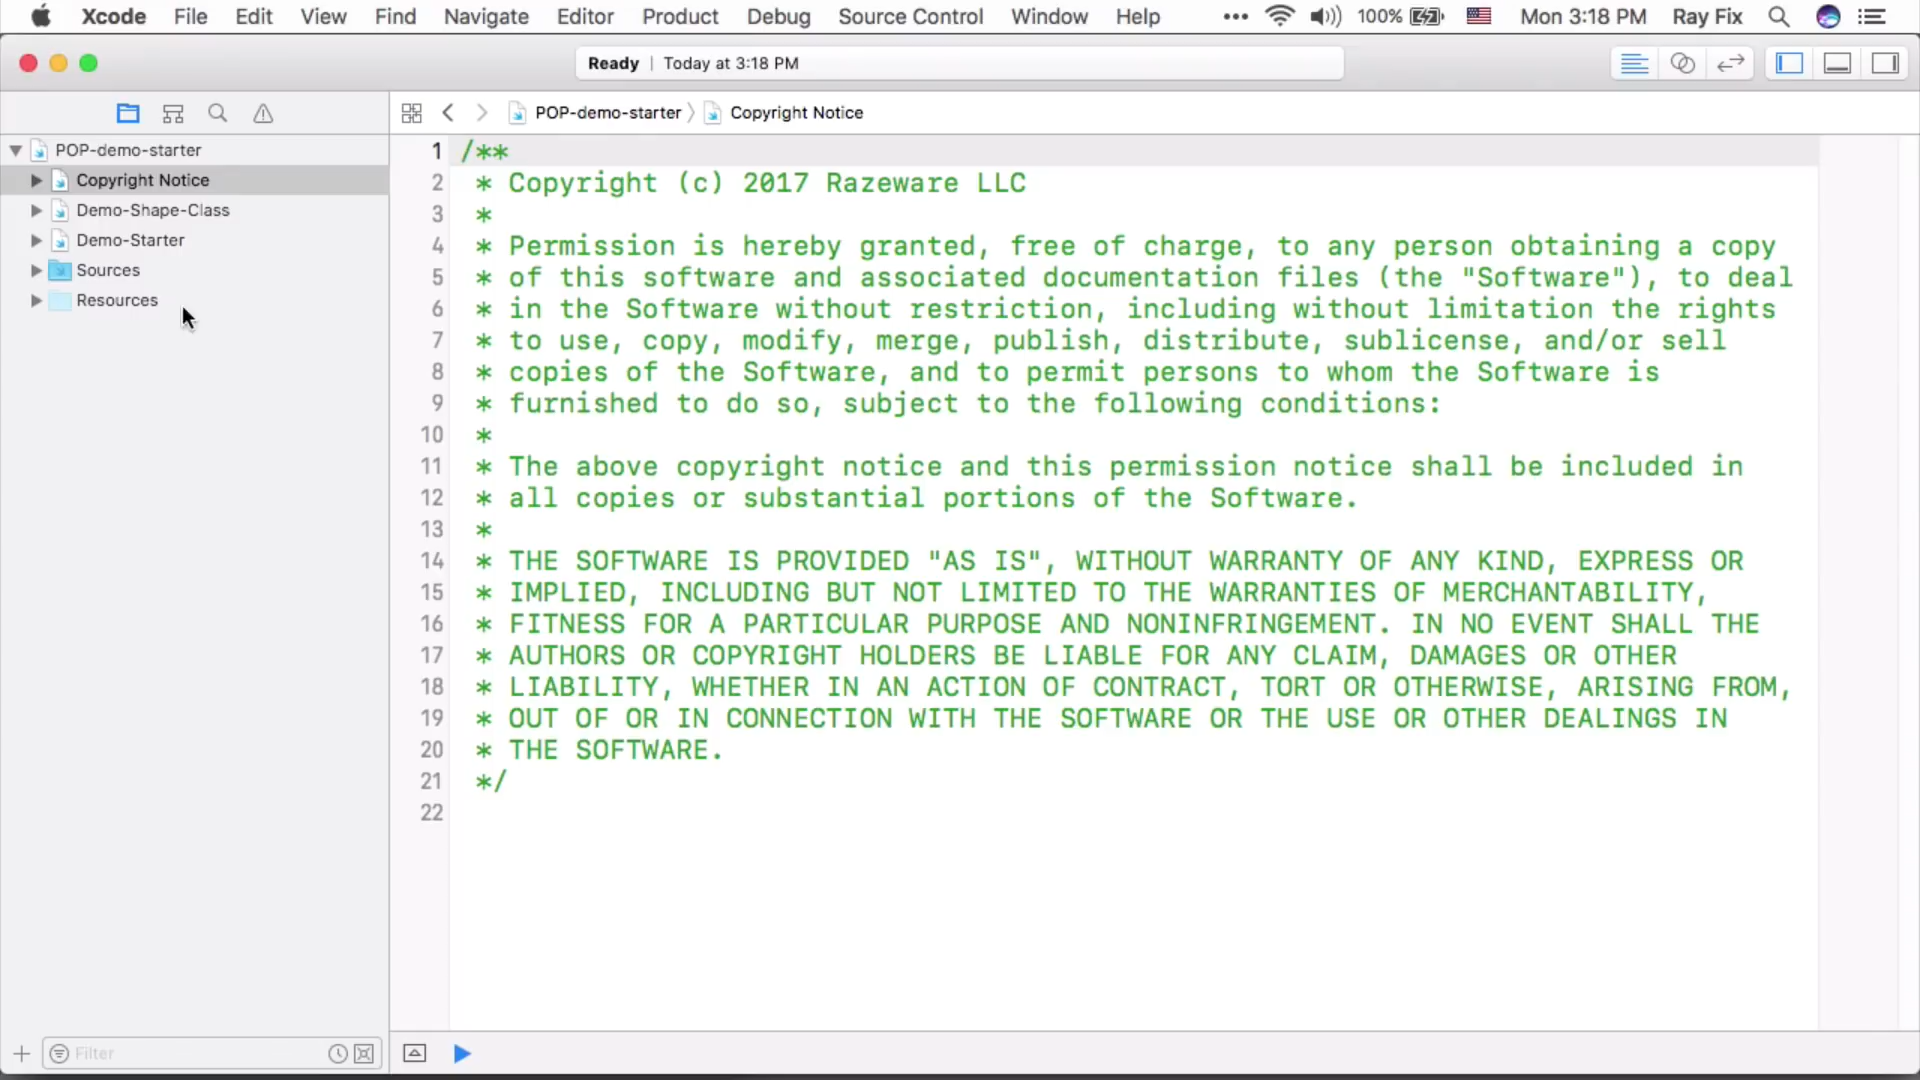 Xcode File Edit View Find Navigate Editor Product Debug Source Control Window Help 100% Mon 3:18 PM Ray Fix
Ready | Today at 3:18 PM
POP-demo-starter Copyright Notice
POP-demo-starter
Copyright Notice
Demo-Shape-Class
Demo-Starter
Sources
Resources
1 /**
2 * Copyright (c) 2017 Razeware LLC
3 *
4 * Permission is hereby granted, free of charge, to any person obtaining a copy
5 * of this software and associated documentation files (the "Software"), to deal
6 * in the Software without restriction, including without limitation the rights
7 * to use, copy, modify, merge, publish, distribute, sublicense, and/or sell
8 * copies of the Software, and to permit persons to whom the Software is
9 * furnished to do so, subject to the following conditions:
10 *
11 * The above copyright notice and this permission notice shall be included in
12 * all copies or substantial portions of the Software.
13 *
14 * THE SOFTWARE IS PROVIDED "AS IS", WITHOUT WARRANTY OF ANY KIND, EXPRESS OR
15 * IMPLIED, INCLUDING BUT NOT LIMITED TO THE WARRANTIES OF MERCHANTABILITY,
16 * FITNESS FOR A PARTICULAR PURPOSE AND NONINFRINGEMENT. IN NO EVENT SHALL THE
17 * AUTHORS OR COPYRIGHT HOLDERS BE LIABLE FOR ANY CLAIM, DAMAGES OR OTHER
18 * LIABILITY, WHETHER IN AN ACTION OF CONTRACT, TORT OR OTHERWISE, ARISING FROM,
19 * OUT OF OR IN CONNECTION WITH THE SOFTWARE OR THE USE OR OTHER DEALINGS IN
20 * THE SOFTWARE.
21 */
22
Filter